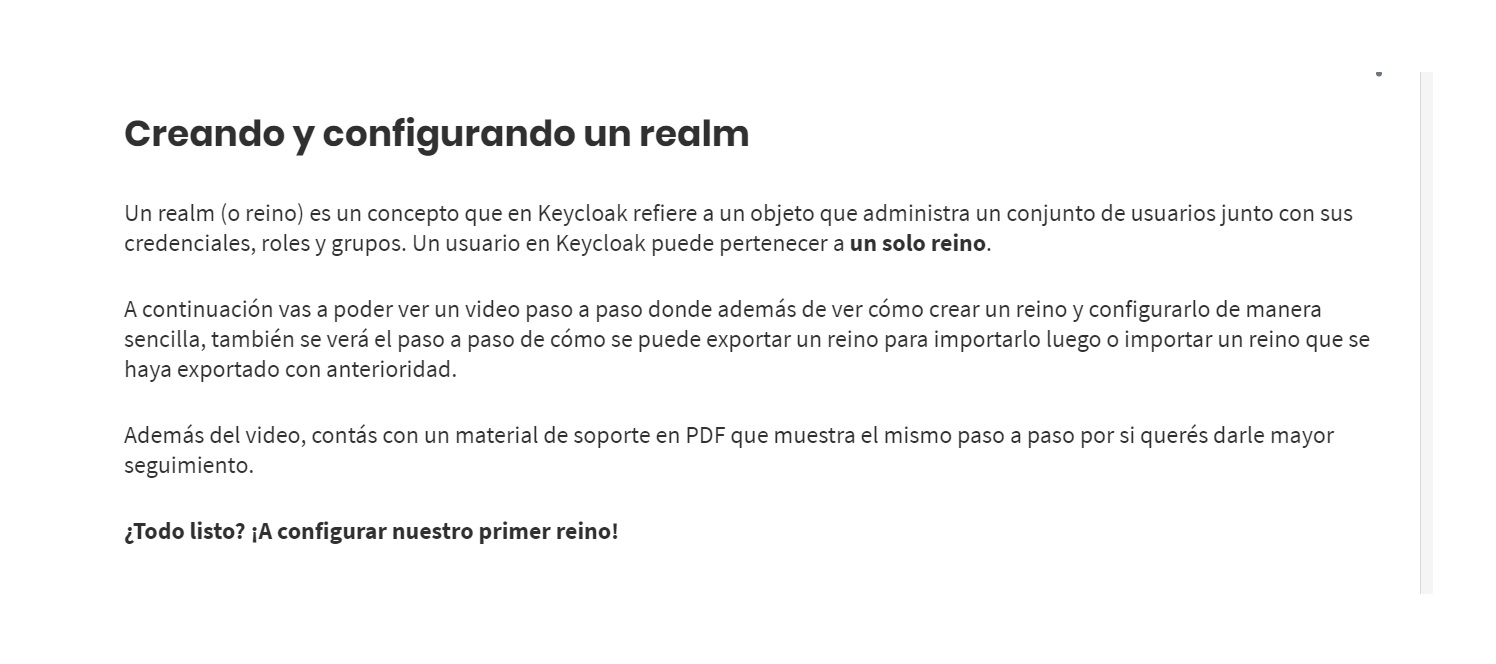 Creando y configurando un realm
Un realm (o reino) es un concepto que en Keycloak refiere a un objeto que administra un conjunto de usuarios junto con sus
credenciales, roles y grupos. Un usuario en Keycloak puede pertenecer a un solo reino.
A continuación vas a poder ver un video paso a paso donde además de ver cómo crear un reino y configurarlo de manera
sencilla, también se verá el paso a paso de cómo se puede exportar un reino para importarlo luego o importar un reino que se
haya exportado con anterioridad.
Además del video, contás con un material de soporte en PDF que muestra el mismo paso a paso por si querés darle mayor
seguimiento.
¿Todo listo? ¡A configurar nuestro primer reino!